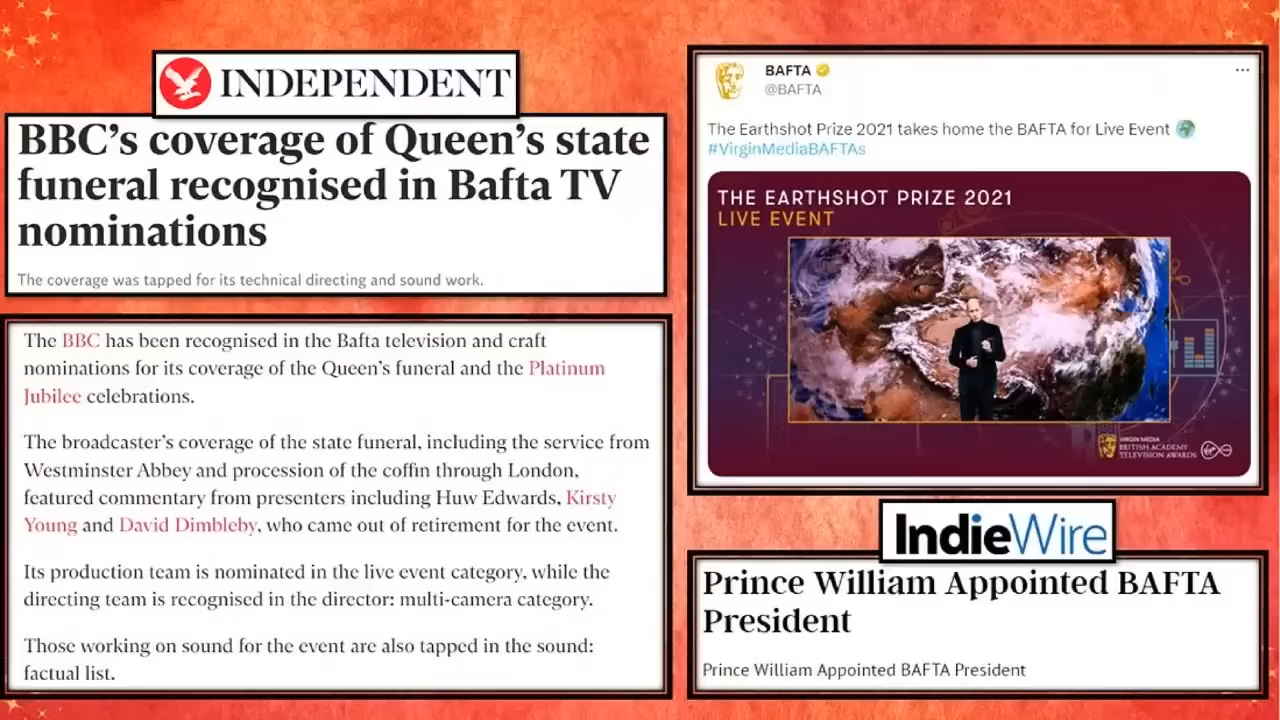 INDEPENDENT
BBC’s coverage of Queen’s state
funeral recognised in Bafta TV
nominations
The coverage was tapped for its technical directing and sound work.
The BBC has been recognised in the Bafta television and craft
nominations for its coverage of the Queen’s funeral and the Platinum
Jubilee celebrations.
The broadcaster’s coverage of the state funeral, including the service from
Westminster Abbey and procession of the coffin through London,
featured commentary from presenters including Huw Edwards, Kirsty
Young and David Dimbleby, who came out of retirement for the event.
Its production team is nominated in the live event category, while the
directing team is recognised in the director: multi-camera category.
Those working on sound for the event are also tapped in the sound:
factual list.
BAFTA
@BAFTA
The Earthshot Prize 2021 takes home the BAFTA for Live Event
#VirginMediaBAFTAs
THE EARTHSHOT PRIZE 2021
LIVE EVENT
VIRGIN MEDIA
BRITISH ACADEMY
TELEVISION AWARDS
IndieWire
Prince William Appointed BAFTA
President
Prince William Appointed BAFTA President